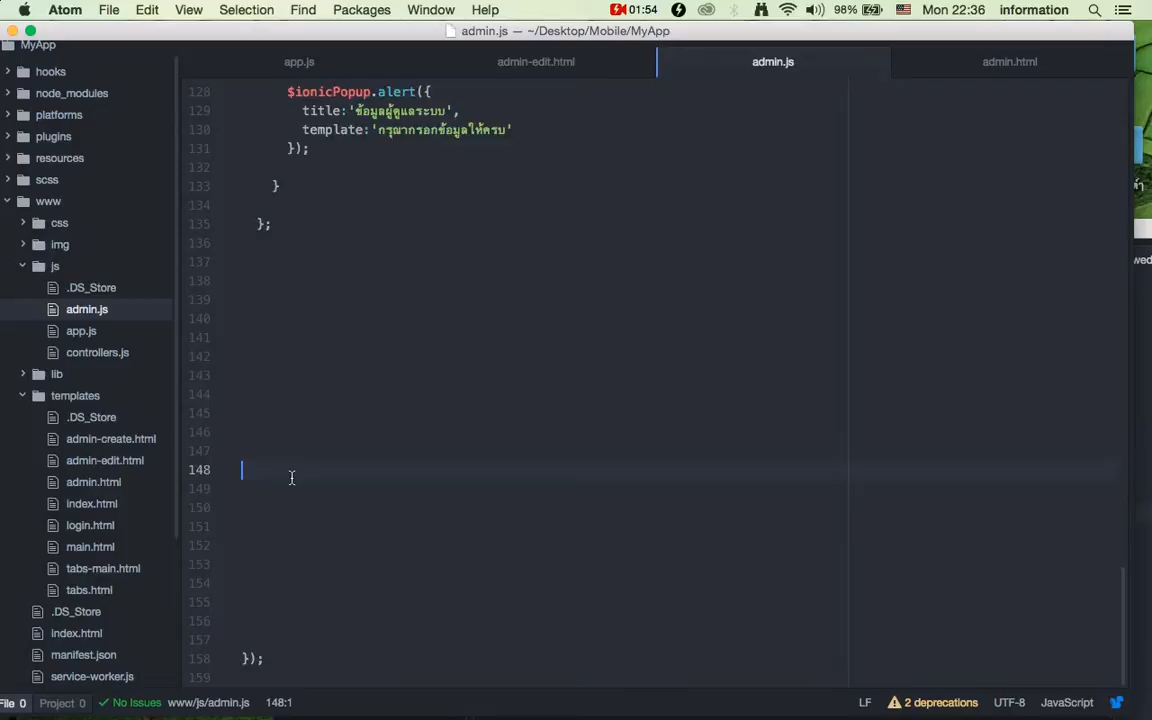 Atom File Edit View Selection Find Packages Window Help 01:54 98% Mon 22:36 information
admin.js — ~/Desktop/Mobile/MyApp
MyApp
app.js admin-edit.html admin.js admin.html
hooks
node_modules
platforms
plugins
resources
scss
www
css
img
js
.DS_Store
admin.js
app.js
controllers.js
lib
templates
.DS_Store
admin-create.html
admin-edit.html
admin.html
index.html
login.html
main.html
tabs-main.html
tabs.html
.DS_Store
index.html
manifest.json
service-worker.js
128 $ionicPopup.alert({
129 title:'ข้อมูลผู้ดูแลระบบ',
130 template:'กรุณากรอกข้อมูลให้ครบ'
131 });
132
133 }
134
135 };
136
137
138
139
140
141
142
143
144
145
146
147
148
149
150
151
152
153
154
155
156
157
158 });
159
File 0 Project 0 No Issues www/js/admin.js 148:1 LF 2 deprecations UTF-8 JavaScript